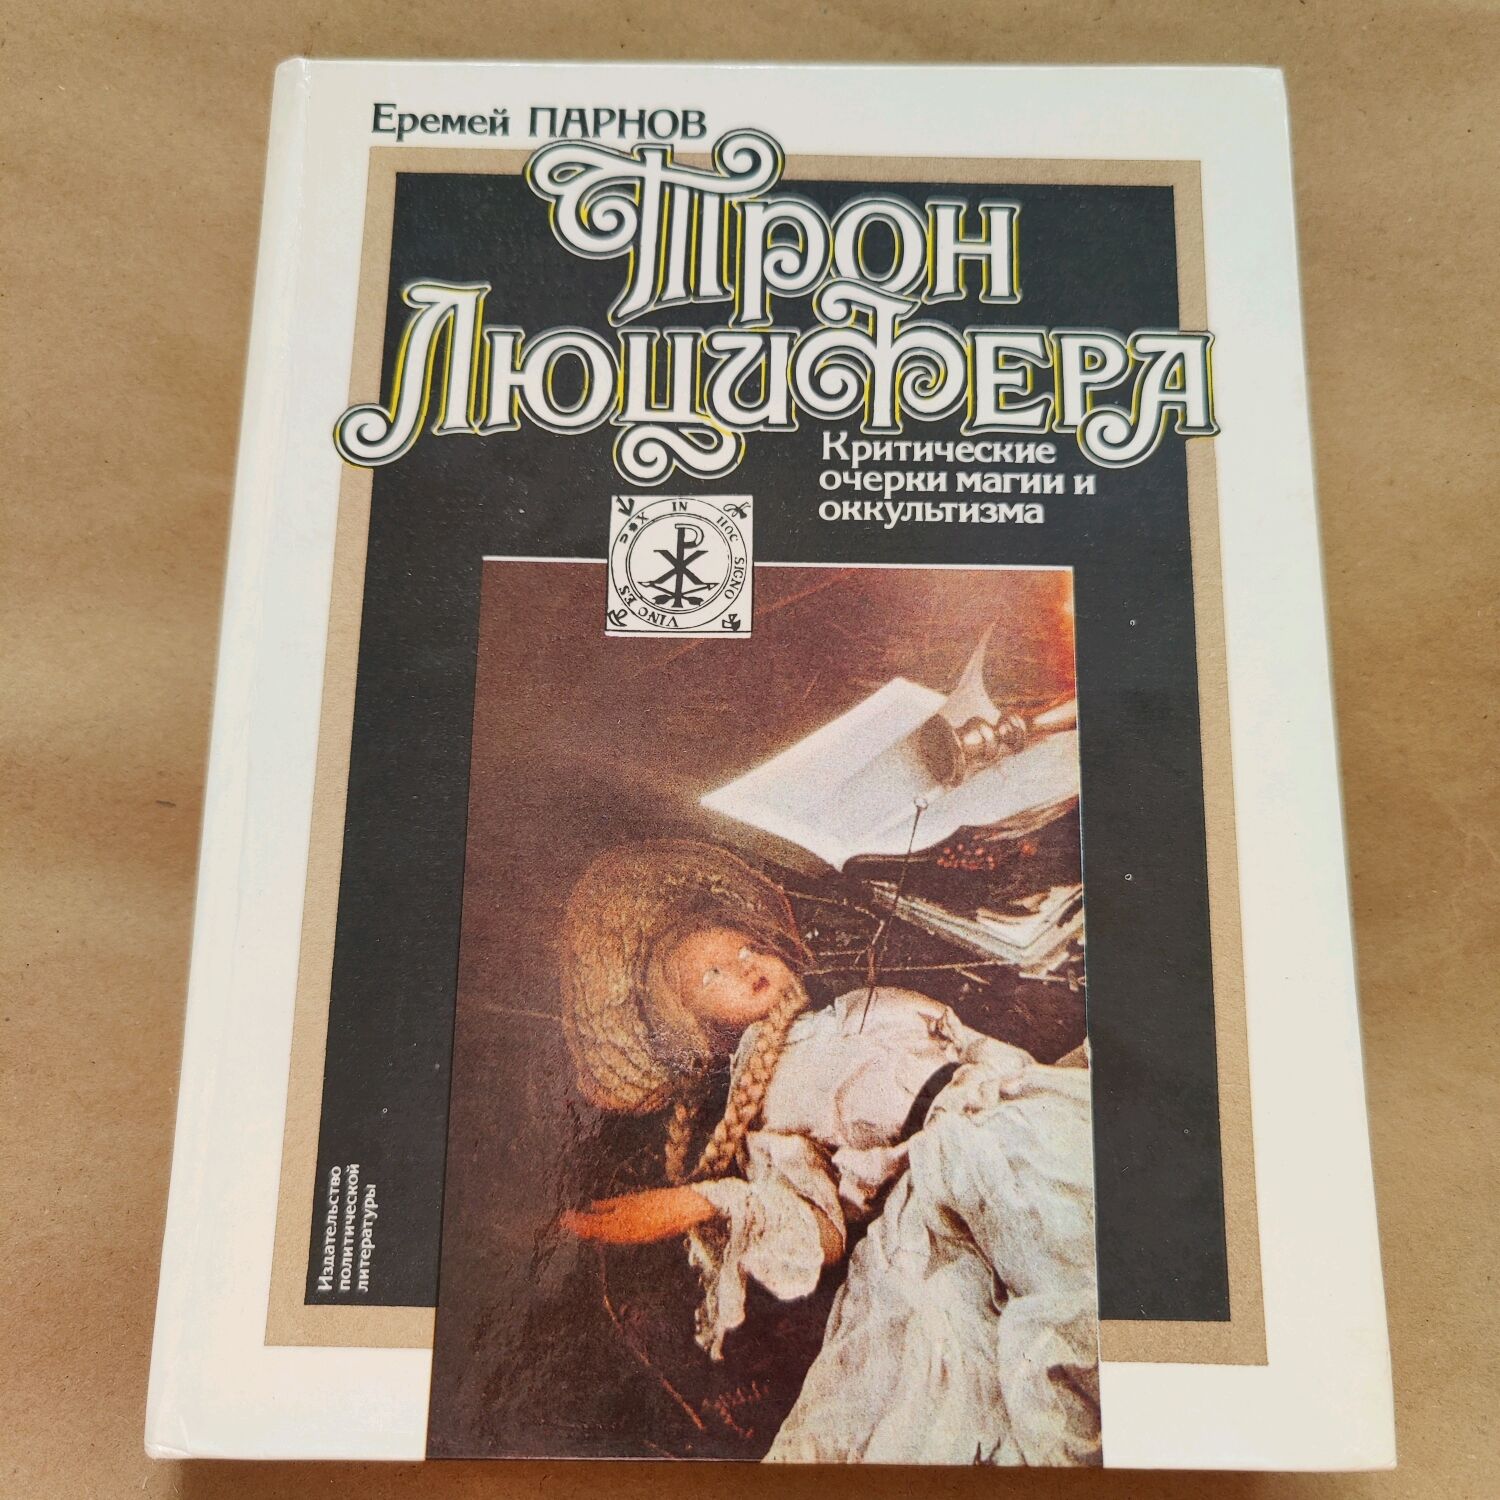 Еремей ПАРНОВ
Трон
Люцифера
Критические
очерки магии и
оккультизма
IN HOC SIGNO VINCES
Издательство
политической
литературы